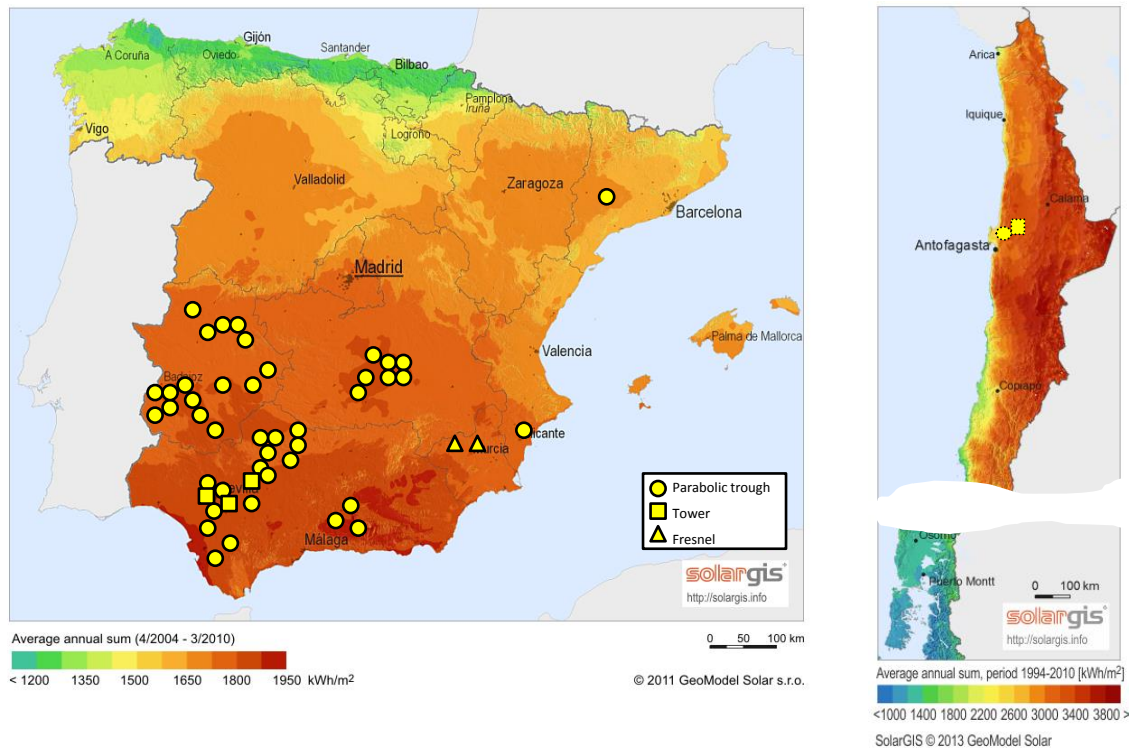 Gijón
A Coruña
Oviedo
Santander
Bilbao
Pamplona
Iruña
Vigo
Logroño
Valladolid
Zaragoza
Barcelona
Madrid
Palma de Mallorca
Valencia
Badajoz
Alicante
Murcia
Sevilla
Málaga
Parabolic trough
Tower
Fresnel
solargis
http://solargis.info
Average annual sum (4/2004 - 3/2010)
< 1200 1350 1500 1650 1800 1950 kWh/m²
0 50 100 km
© 2011 GeoModel Solar s.r.o.
Arica
Iquique
Calama
Antofagasta
Copiapó
Osorno
Puerto Montt
0 100 km
solargis
http://solargis.info
Average annual sum, period 1994-2010 [kWh/m²]
<1000 1400 1800 2200 2600 3000 3400 3800 >
SolarGIS © 2013 GeoModel Solar